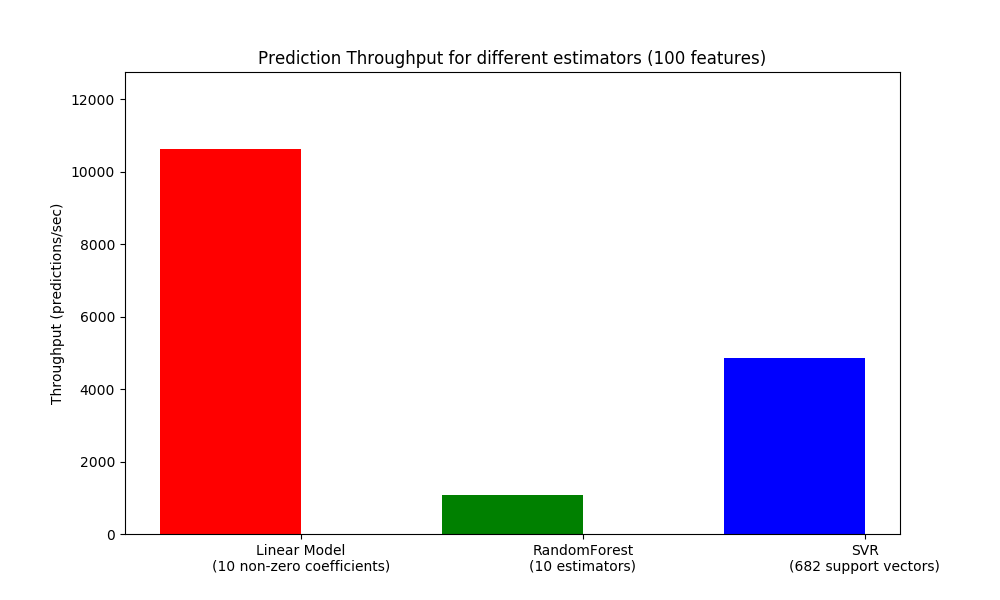 Prediction Throughput for different estimators (100 features)
Throughput (predictions/sec)
12000
10000
8000
6000
4000
2000
0
Linear Model
(10 non-zero coefficients)
RandomForest
(10 estimators)
SVR
(682 support vectors)